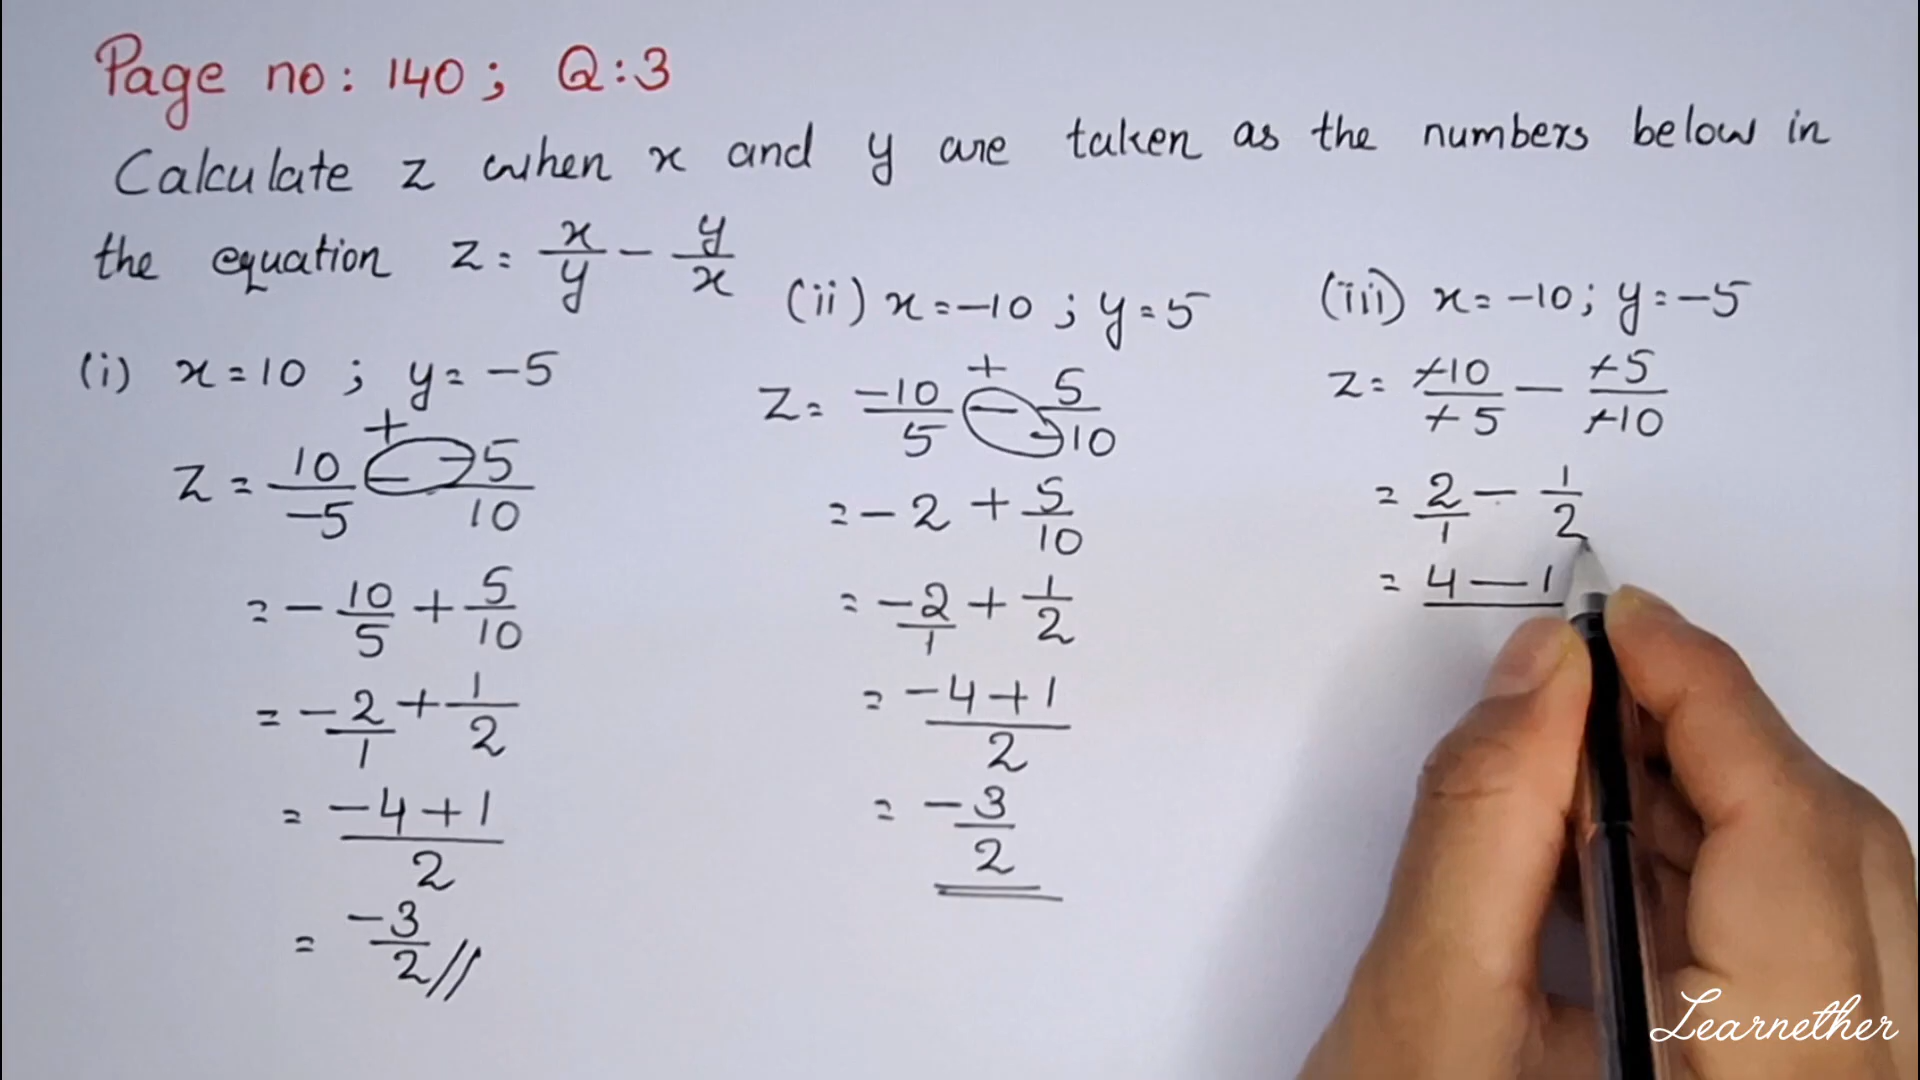 Page no: 140; Q:3
Calculate z when x and y are taken as the numbers below in
the equation z = x/y - y/x
(i) x = 10 ; y = -5
z = 10/-5 - -5/10
+
= -10/5 + 5/10
= -2/1 + 1/2
= -4+1/2
= -3/2 //
(ii) x = -10 ; y = 5
z = -10/5 - 5/-10
+
= -2 + 5/10
= -2/1 + 1/2
= -4+1/2
= -3/2
(iii) x = -10; y = -5
z = -10/-5 - -5/-10
= 2/1 - 1/2
= 4 - 1
Learnether